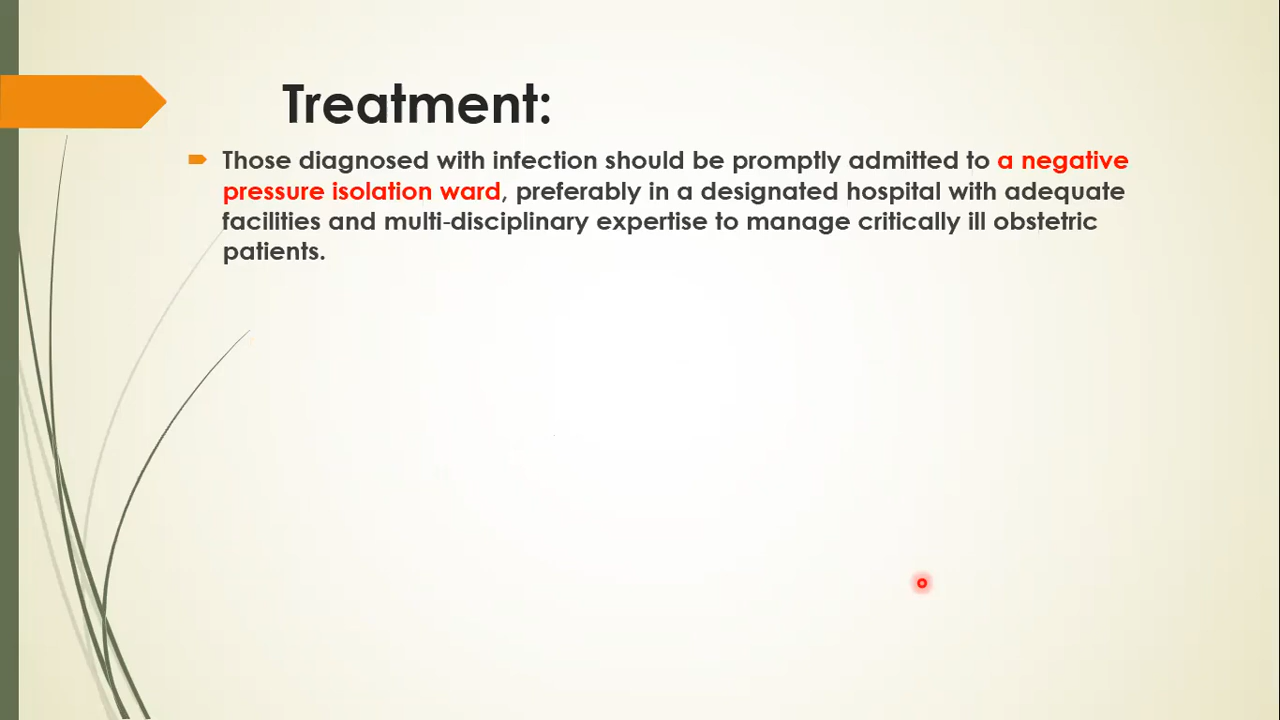 Treatment:
Those diagnosed with infection should be promptly admitted to a negative
pressure isolation ward, preferably in a designated hospital with adequate
facilities and multi-disciplinary expertise to manage critically ill obstetric
patients.